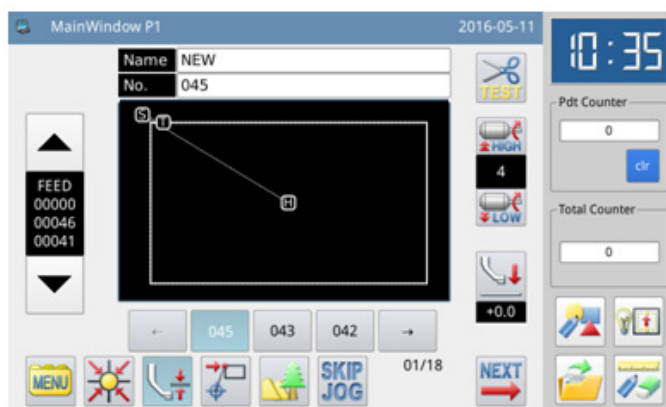 MainWindow P1
2016-05-11
Name NEW
No. 045
S
T
H
FEED
00000
00046
00041
TEST
HIGH
4
LOW
+0.0
← 045 043 042 →
01/18
MENU
SKIP
JOG
NEXT
10:35
Pdt Counter
0
clr
Total Counter
0